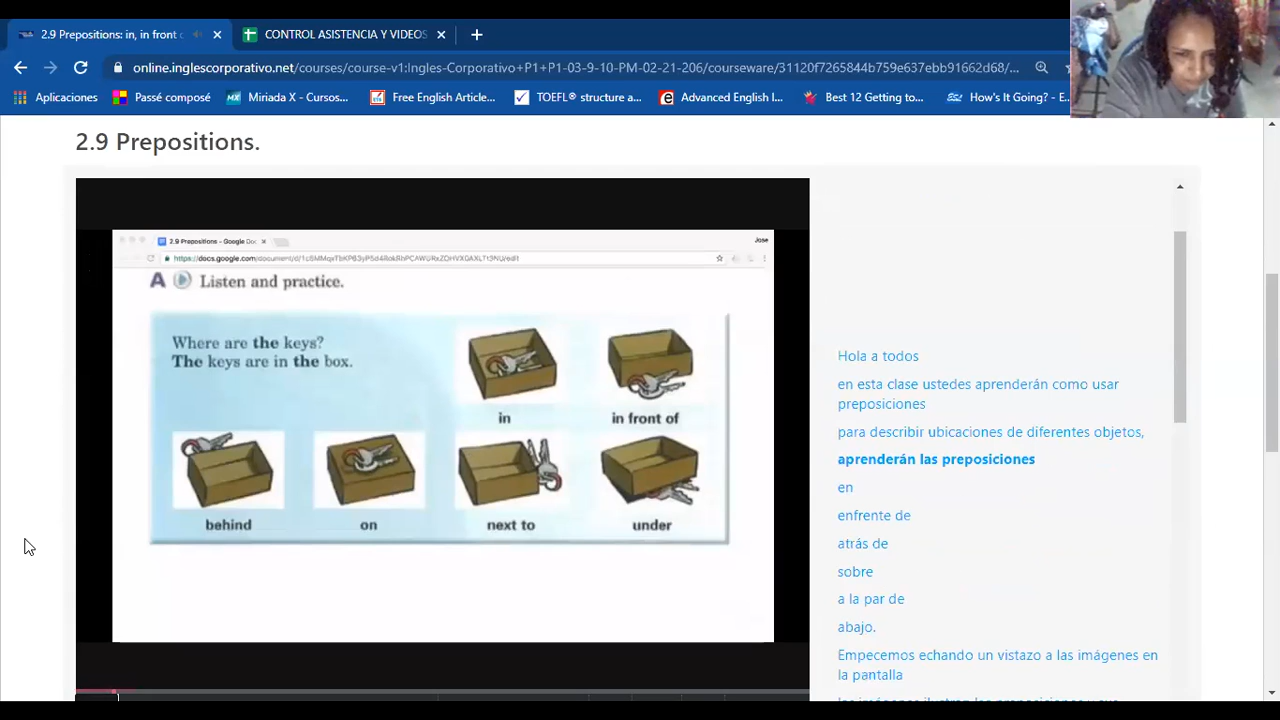 2.9 Prepositions: in, in front o
CONTROL ASISTENCIA Y VIDEOS
online.inglescorporativo.net/courses/course-v1:Ingles-Corporativo+P1+P1-03-9-10-PM-02-21-206/courseware/31120f7265844b759e637ebb91662d68/...
Aplicaciones
Passé composé
Miriada X - Cursos...
Free English Article...
TOEFL® structure a...
Advanced English l...
Best 12 Getting to...
How's It Going? - E
2.9 Prepositions.
2.9 Prepositions - Google Doc
Jose
A Listen and practice.
Where are the keys?
The keys are in the box.
in
in front of
behind
on
next to
under
Hola a todos
en esta clase ustedes aprenderán como usar
preposiciones
para describir ubicaciones de diferentes objetos,
aprenderán las preposiciones
en
enfrente de
atrás de
sobre
a la par de
abajo.
Empecemos echando un vistazo a las imágenes en
la pantalla